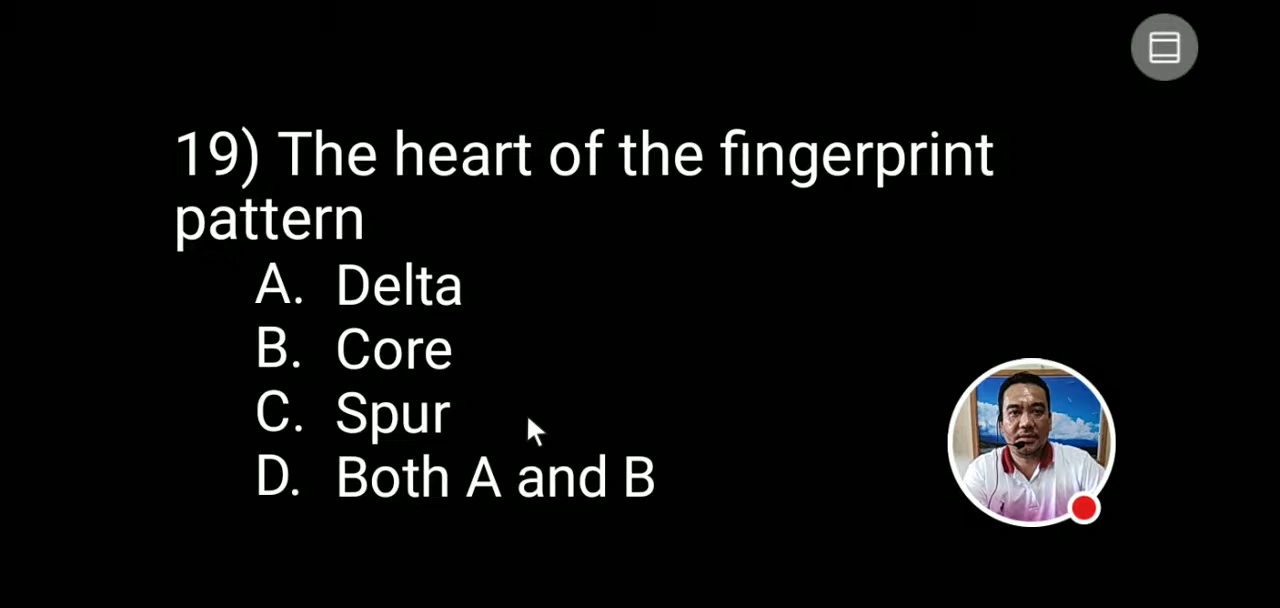 19) The heart of the fingerprint
pattern
A. Delta
B. Core
C. Spur
D. Both A and B